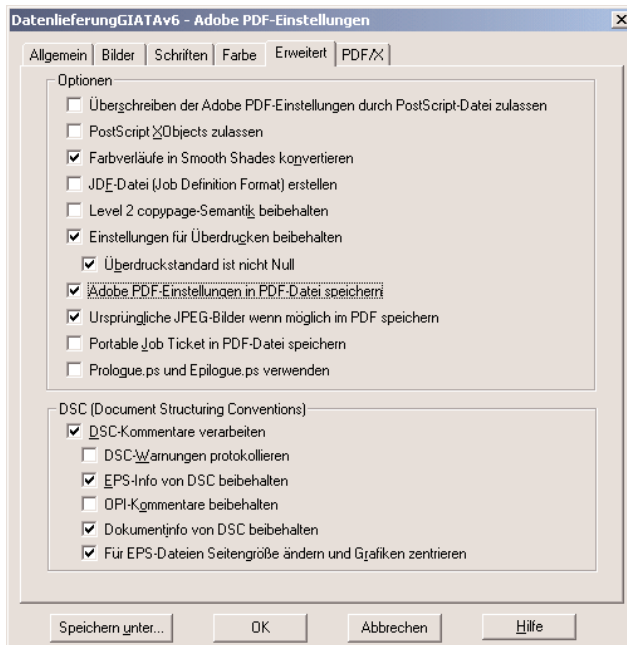 DatenlieferungGIATAv6 - Adobe PDF-Einstellungen
Allgemein Bilder Schriften Farbe Erweitert PDF/X
Optionen
Überschreiben der Adobe PDF-Einstellungen durch PostScript-Datei zulassen
PostScript XObjects zulassen
Farbverläufe in Smooth Shades konvertieren
JDF-Datei (Job Definition Format) erstellen
Level 2 copypage-Semantik beibehalten
Einstellungen für Überdrucken beibehalten
Überdruckstandard ist nicht Null
Adobe PDF-Einstellungen in PDF-Datei speichern
Ursprüngliche JPEG-Bilder wenn möglich im PDF speichern
Portable Job Ticket in PDF-Datei speichern
Prologue.ps und Epilogue.ps verwenden
DSC (Document Structuring Conventions)
DSC-Kommentare verarbeiten
DSC-Warnungen protokollieren
EPS-Info von DSC beibehalten
OPI-Kommentare beibehalten
Dokumentinfo von DSC beibehalten
Für EPS-Dateien Seitengröße ändern und Grafiken zentrieren
Speichern unter... OK Abbrechen Hilfe